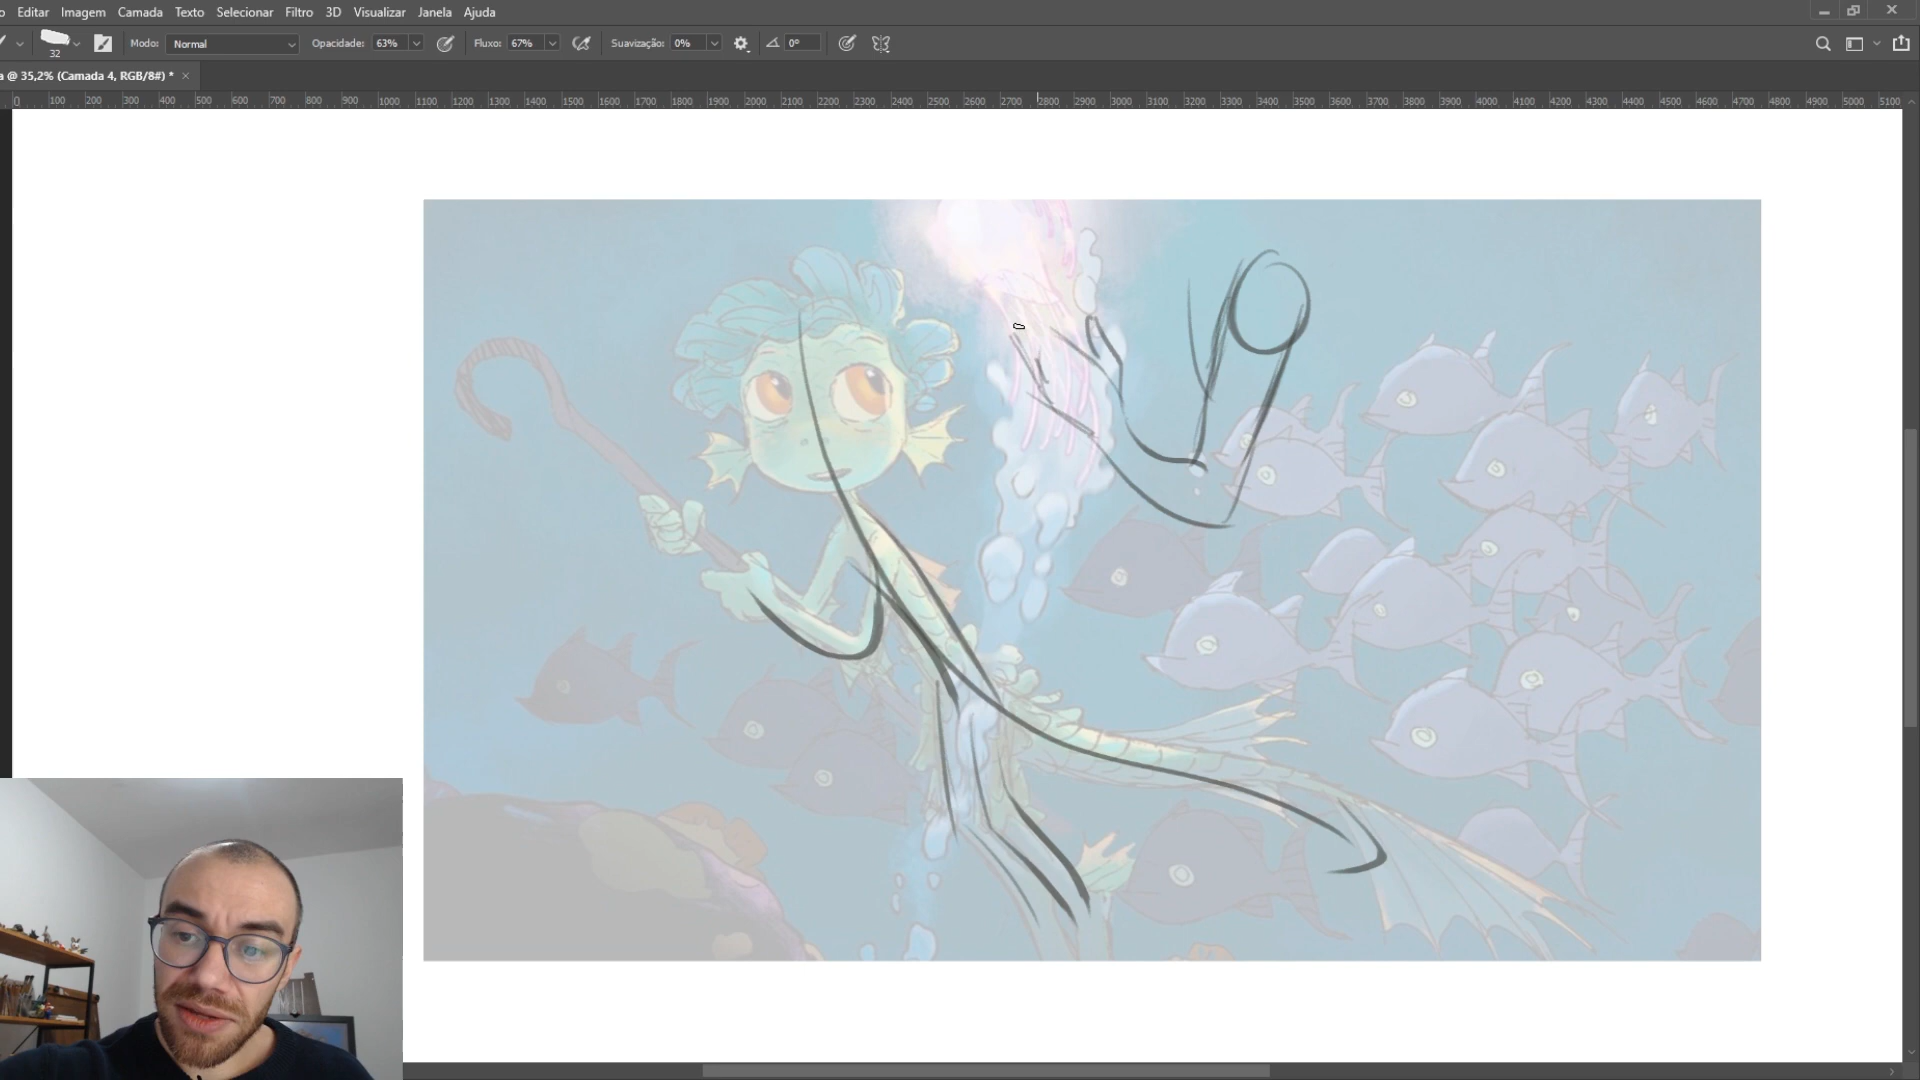 o Editar Imagem Camada Texto Selecionar Filtro 3D Visualizar Janela Ajuda
32 Modo: Normal Opacidade: 63% Fluxo: 67% Suavização: 0% 0°
a @ 35,2% (Camada 4, RGB/8#) * ×
0 100 200 300 400 500 600 700 800 900 1000 1100 1200 1300 1400 1500 1600 1700 1800 1900 2000 2100 2200 2300 2400 2500 2600 2700 2800 2900 3000 3100 3200 3300 3400 3500 3600 3700 3800 3900 4000 4100 4200 4300 4400 4500 4600 4700 4800 4900 5000 5100